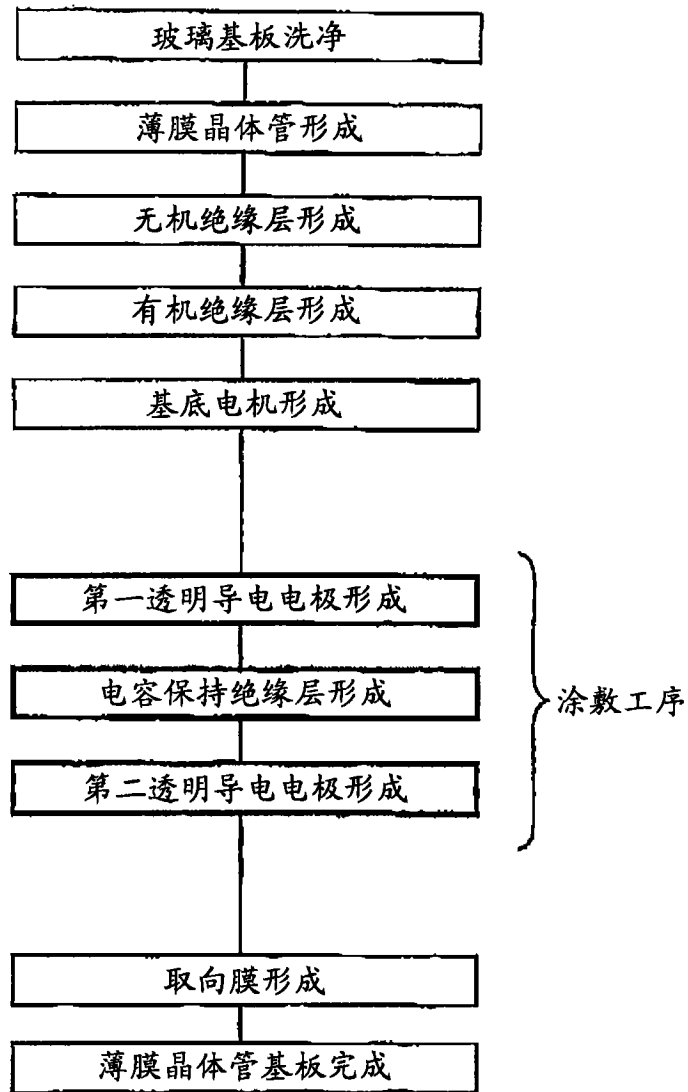 玻璃基板洗净
薄膜晶体管形成
无机绝缘层形成
有机绝缘层形成
基底电机形成
第一透明导电电极形成
电容保持绝缘层形成
第二透明导电电极形成
涂敷工序
取向膜形成
薄膜晶体管基板完成